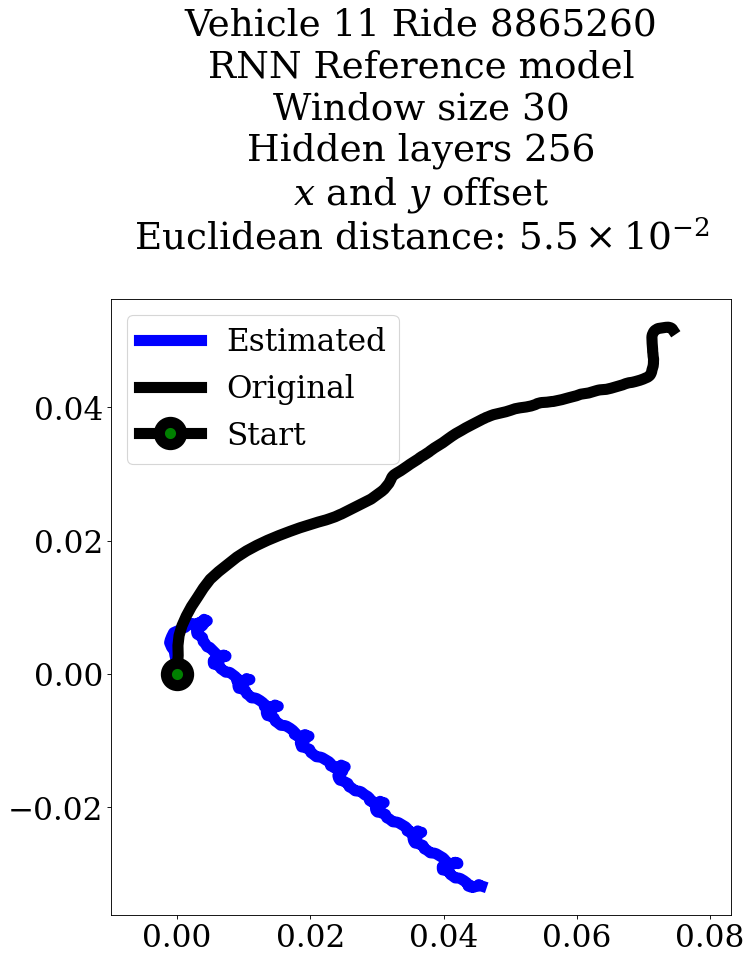 Vehicle 11 Ride 8865260
RNN Reference model
Window size 30
Hidden layers 256
x and y offset
Euclidean distance: 5.5 × 10⁻²
Estimated
Original
Start
0.04
0.02
0.00
−0.02
0.00 0.02 0.04 0.06 0.08